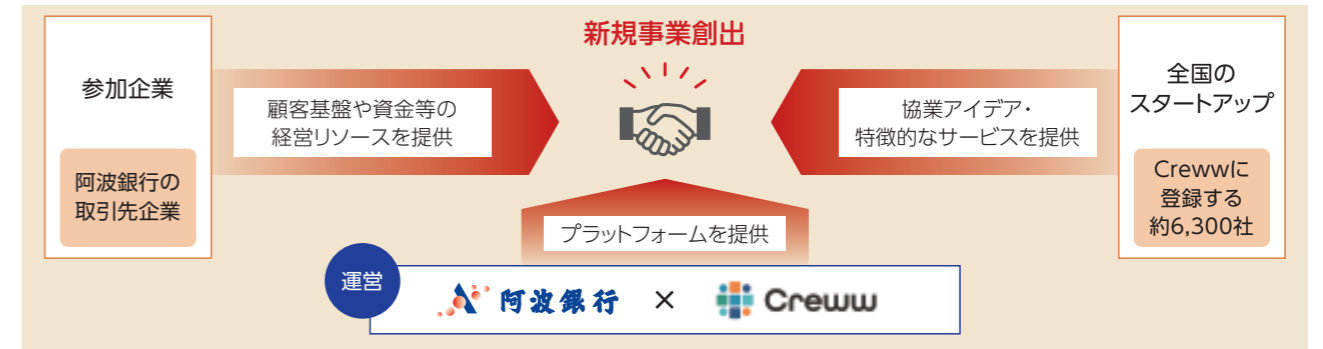 新規事業創出
参加企業
阿波銀行の
取引先企業
顧客基盤や資金等の
経営リソースを提供
協業アイデア・
特徴的なサービスを提供
全国の
スタートアップ
Crewwに
登録する
約6,300社
プラットフォームを提供
運営
阿波銀行 × Creww